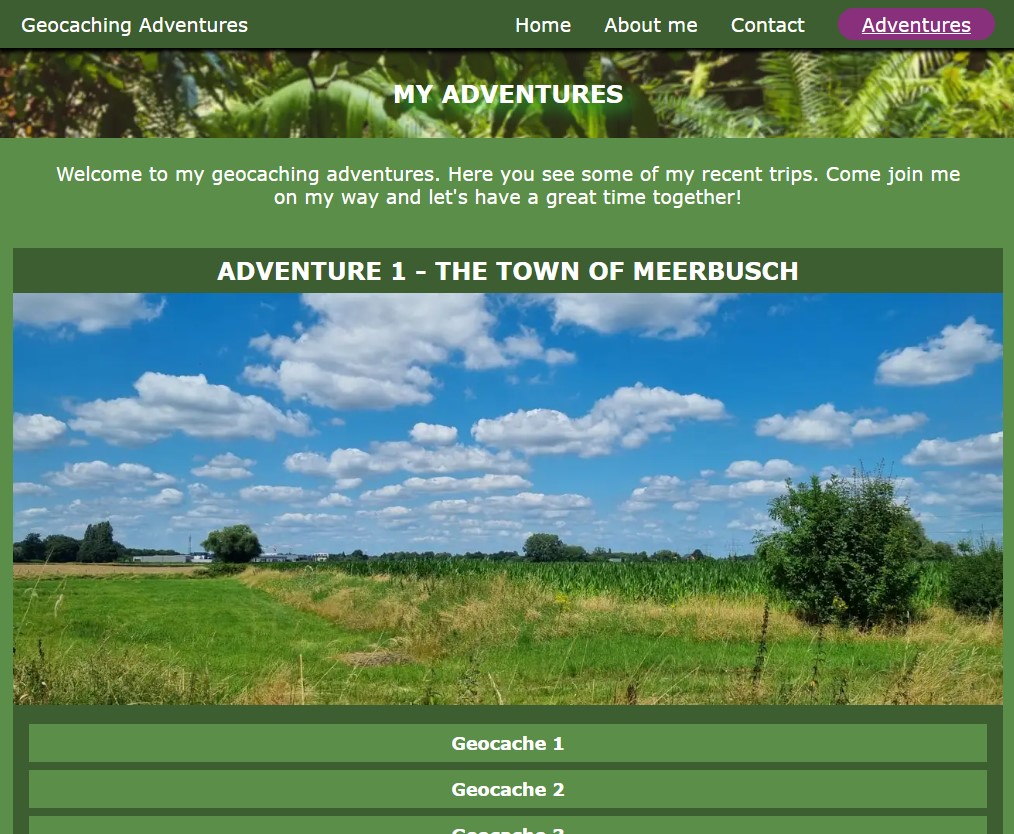 Geocaching Adventures
Home About me Contact Adventures
MY ADVENTURES
Welcome to my geocaching adventures. Here you see some of my recent trips. Come join me
on my way and let's have a great time together!
ADVENTURE 1 - THE TOWN OF MEERBUSCH
Geocache 1
Geocache 2
Geocache 3